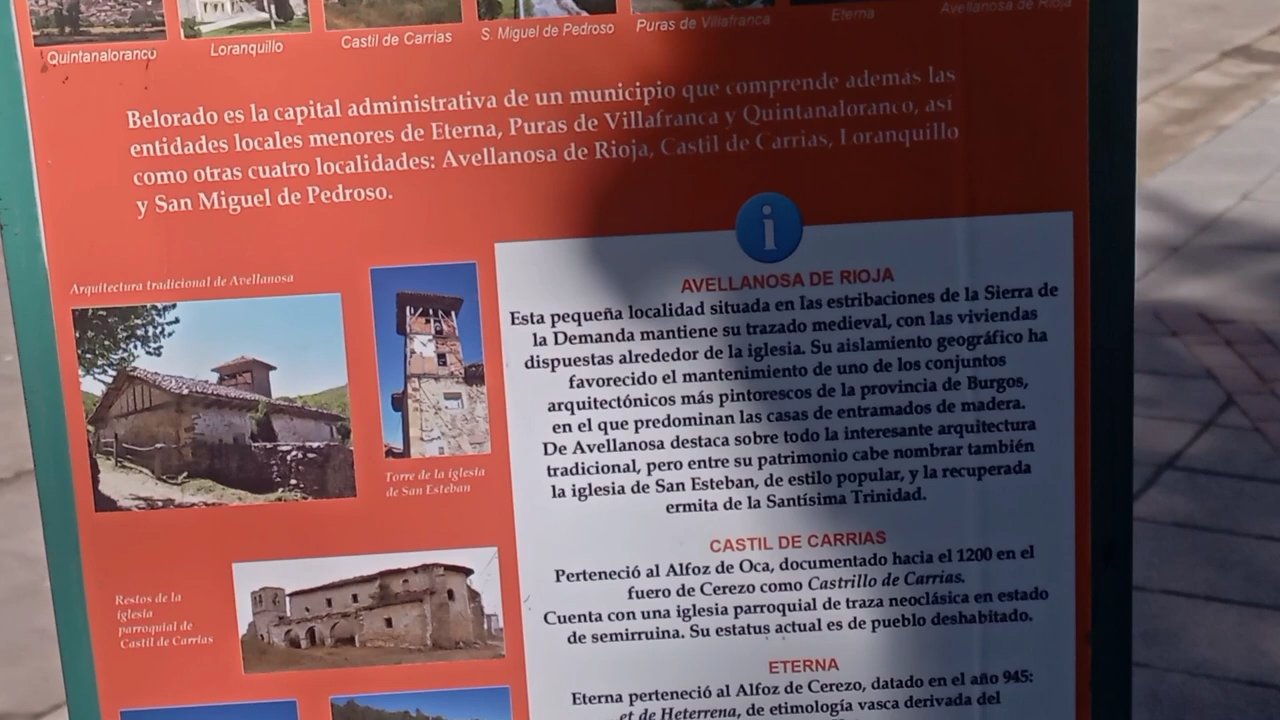 Quintanaloranco
Loranquillo
Castil de Carrias
S. Miguel de Pedroso
Puras de Villafranca
Eterna
Avellanosa de Rioja
Belorado es la capital administrativa de un municipio que comprende además las
entidades locales menores de Eterna, Puras de Villafranca y Quintanaloranco, así
como otras cuatro localidades: Avellanosa de Rioja, Castil de Carrias, Loranquillo
y San Miguel de Pedroso.
Arquitectura tradicional de Avellanosa
Torre de la iglesia
de San Esteban
Restos de la
iglesia
parroquial de
Castil de Carrias
i
AVELLANOSA DE RIOJA
Esta pequeña localidad situada en las estribaciones de la Sierra de
la Demanda mantiene su trazado medieval, con las viviendas
dispuestas alrededor de la iglesia. Su aislamiento geográfico ha
favorecido el mantenimiento de uno de los conjuntos
arquitectónicos más pintorescos de la provincia de Burgos,
en el que predominan las casas de entramados de madera.
De Avellanosa destaca sobre todo la interesante arquitectura
tradicional, pero entre su patrimonio cabe nombrar también
la iglesia de San Esteban, de estilo popular, y la recuperada
ermita de la Santísima Trinidad.
CASTIL DE CARRIAS
Perteneció al Alfoz de Oca, documentado hacia el 1200 en el
fuero de Cerezo como Castrillo de Carrias.
Cuenta con una iglesia parroquial de traza neoclásica en estado
de semirruina. Su estatus actual es de pueblo deshabitado.
ETERNA
Eterna perteneció al Alfoz de Cerezo, datado en el año 945:
et de Heterrena, de etimología vasca derivada del